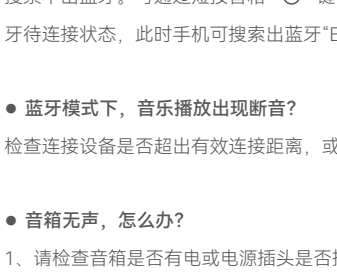 牙待连接状态，此时手机可搜索出蓝牙“E
● 蓝牙模式下，音乐播放出现断音？
检查连接设备是否超出有效连接距离，或
● 音箱无声，怎么办？
1、请检查音箱是否有电或电源插头是否